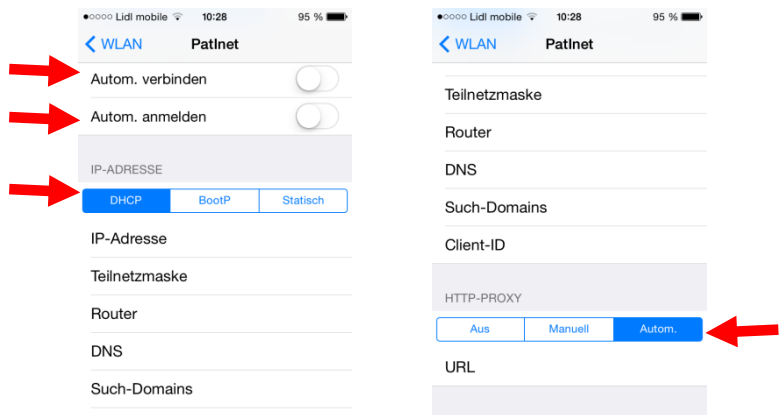 Lidl mobile 10:28 95 %
WLAN PatInet
Autom. verbinden
Autom. anmelden
IP-ADRESSE
DHCP BootP Statisch
IP-Adresse
Teilnetzmaske
Router
DNS
Such-Domains
Lidl mobile 10:28 95 %
WLAN PatInet
Teilnetzmaske
Router
DNS
Such-Domains
Client-ID
HTTP-PROXY
Aus Manuell Autom.
URL